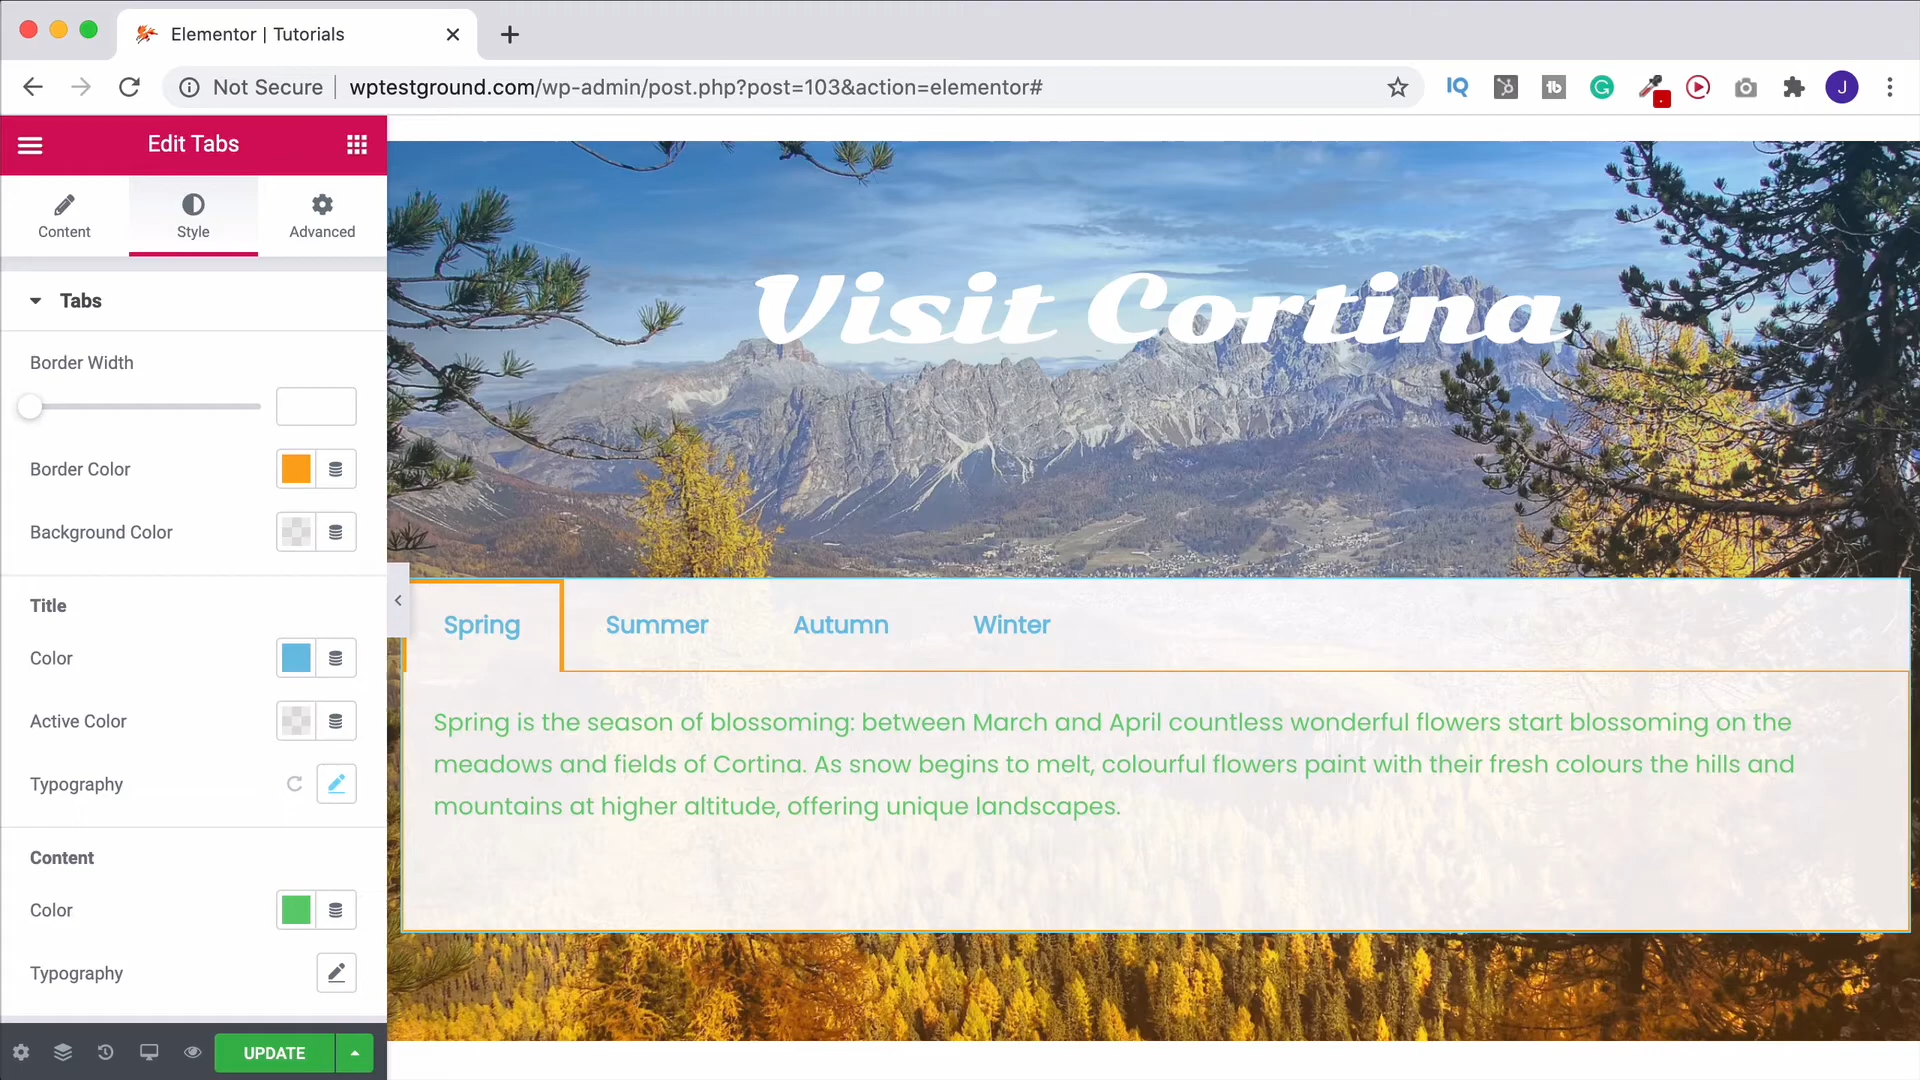 Elementor | Tutorials
Not Secure
wptestground.com/wp-admin/post.php?post=103&action=elementor#
IQ
tb
G
J
Edit Tabs
Content
Style
Advanced
Tabs
Border Width
Border Color
Background Color
Title
Color
Active Color
Typography
Content
Color
Typography
UPDATE
Visit Cortina
Spring
Summer
Autumn
Winter
Spring is the season of blossoming: between March and April countless wonderful flowers start blossoming on the
meadows and fields of Cortina. As snow begins to melt, colourful flowers paint with their fresh colours the hills and
mountains at higher altitude, offering unique landscapes.